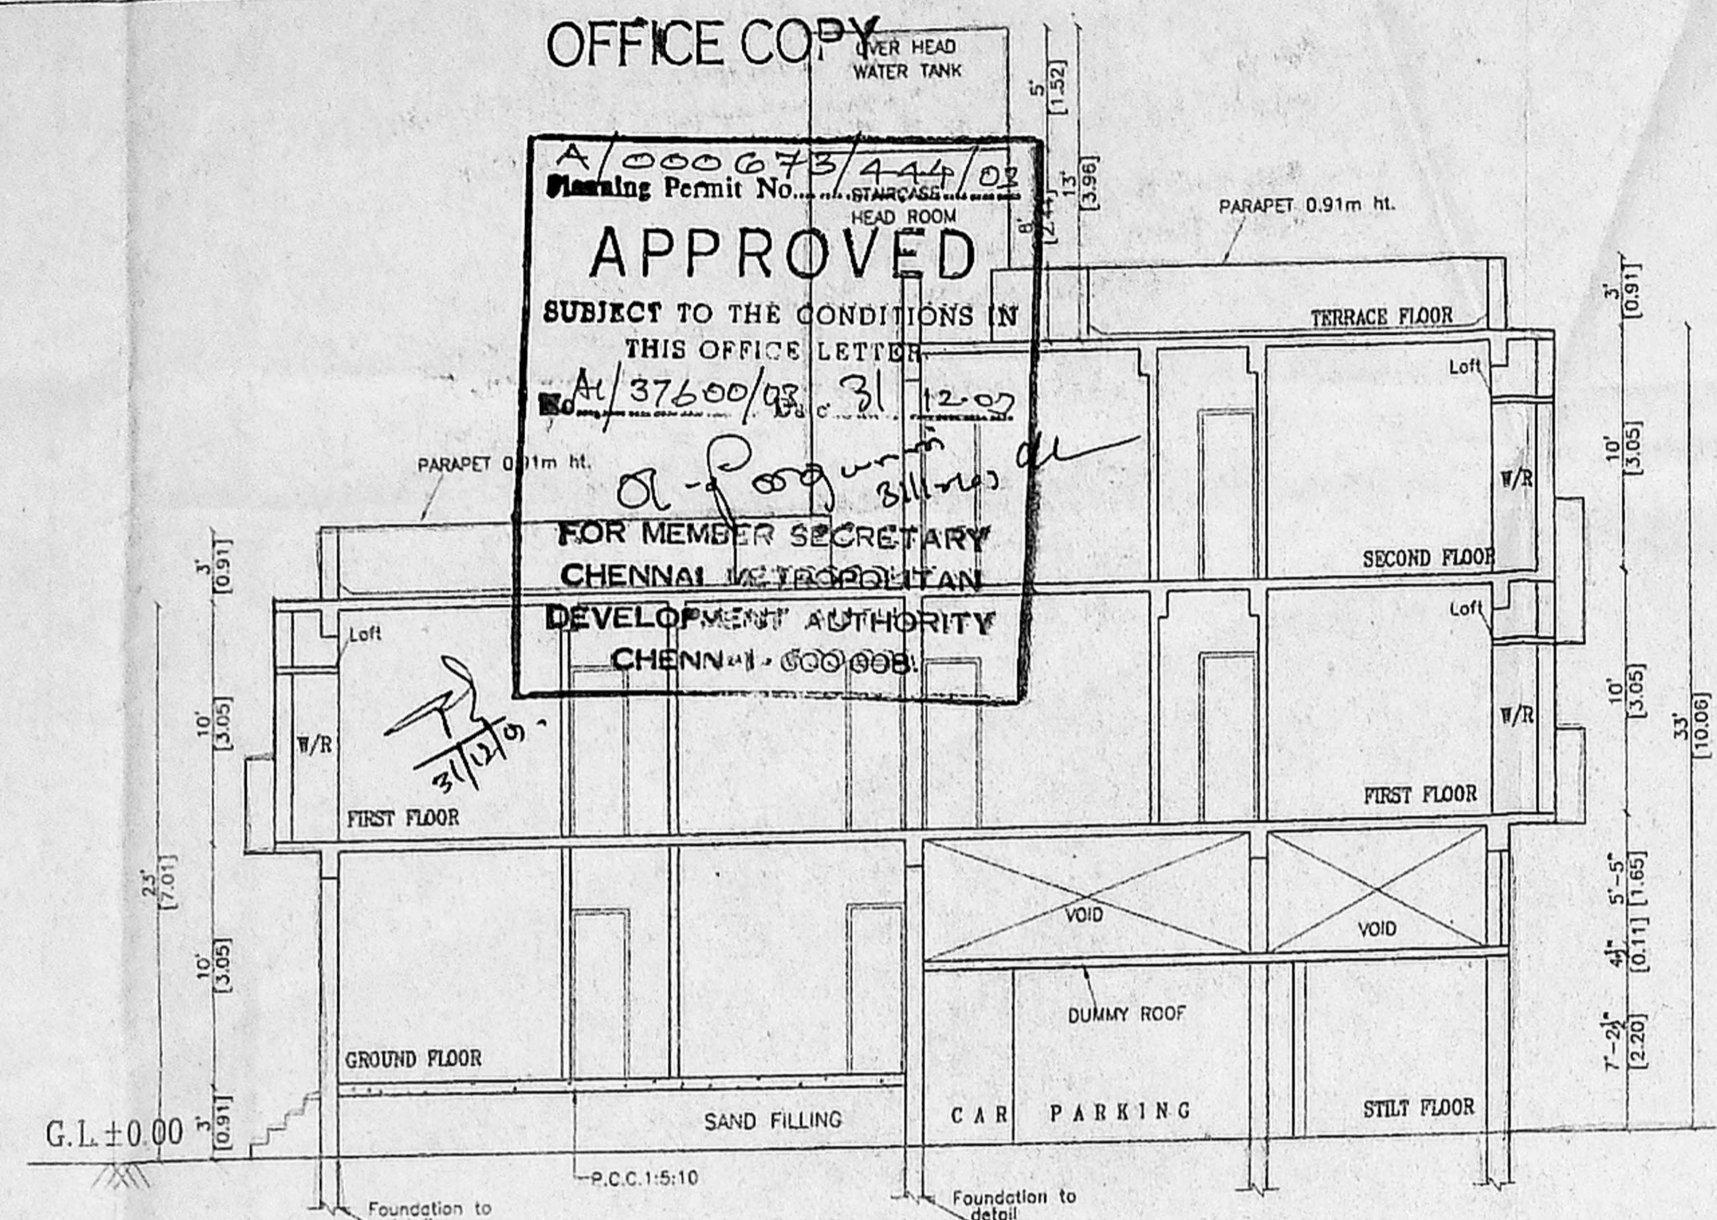 OFFICE COPY
OVER HEAD
WATER TANK
5'
[1.52]
A/000673/444/03
Planning Permit No.
STAIRCASE
HEAD ROOM
8'
[2.44]
13'
[3.96]
APPROVED
SUBJECT TO THE CONDITIONS IN
THIS OFFICE LETTER
No 37600/03 31 12.03
FOR MEMBER SECRETARY
CHENNAI METROPOLITAN
DEVELOPMENT AUTHORITY
CHENNAI-600 008.
PARAPET 0.91m ht.
3'
[0.91]
TERRACE FLOOR
Loft
10'
[3.05]
W/R
SECOND FLOOR
PARAPET 0.91m ht.
3'
[0.91]
Loft
Loft
10'
[3.05]
W/R
31/12/03.
FIRST FLOOR
10'
[3.05]
W/R
FIRST FLOOR
33'
[10.06]
23'
[7.01]
VOID
VOID
5'-5"
[1.65]
4½"
[0.11]
10'
[3.05]
DUMMY ROOF
7'-2½"
[2.20]
GROUND FLOOR
G.L ±0.00
3'
[0.91]
SAND FILLING
CAR PARKING
STILT FLOOR
P.C.C.1:5:10
Foundation to
Foundation to
detail